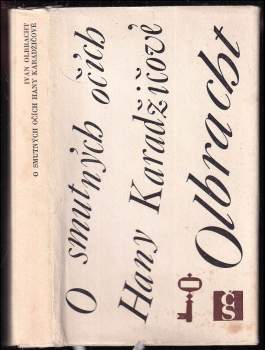 IVAN OLBRACHT
O SMUTNÝCH OČÍCH HANY KARADŽIČOVÉ
O smutných očích
Hany Karadžičové
Olbracht
g